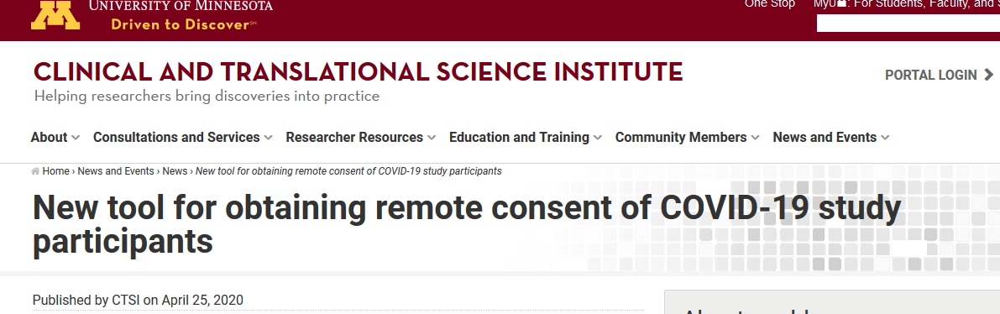 UNIVERSITY OF MINNESOTA
Driven to Discover℠
One Stop
MyU : For Students, Faculty, and
CLINICAL AND TRANSLATIONAL SCIENCE INSTITUTE
Helping researchers bring discoveries into practice
PORTAL LOGIN
About
Consultations and Services
Researcher Resources
Education and Training
Community Members
News and Events
Home › News and Events › News › New tool for obtaining remote consent of COVID-19 study participants
New tool for obtaining remote consent of COVID-19 study
participants
Published by CTSI on April 25, 2020